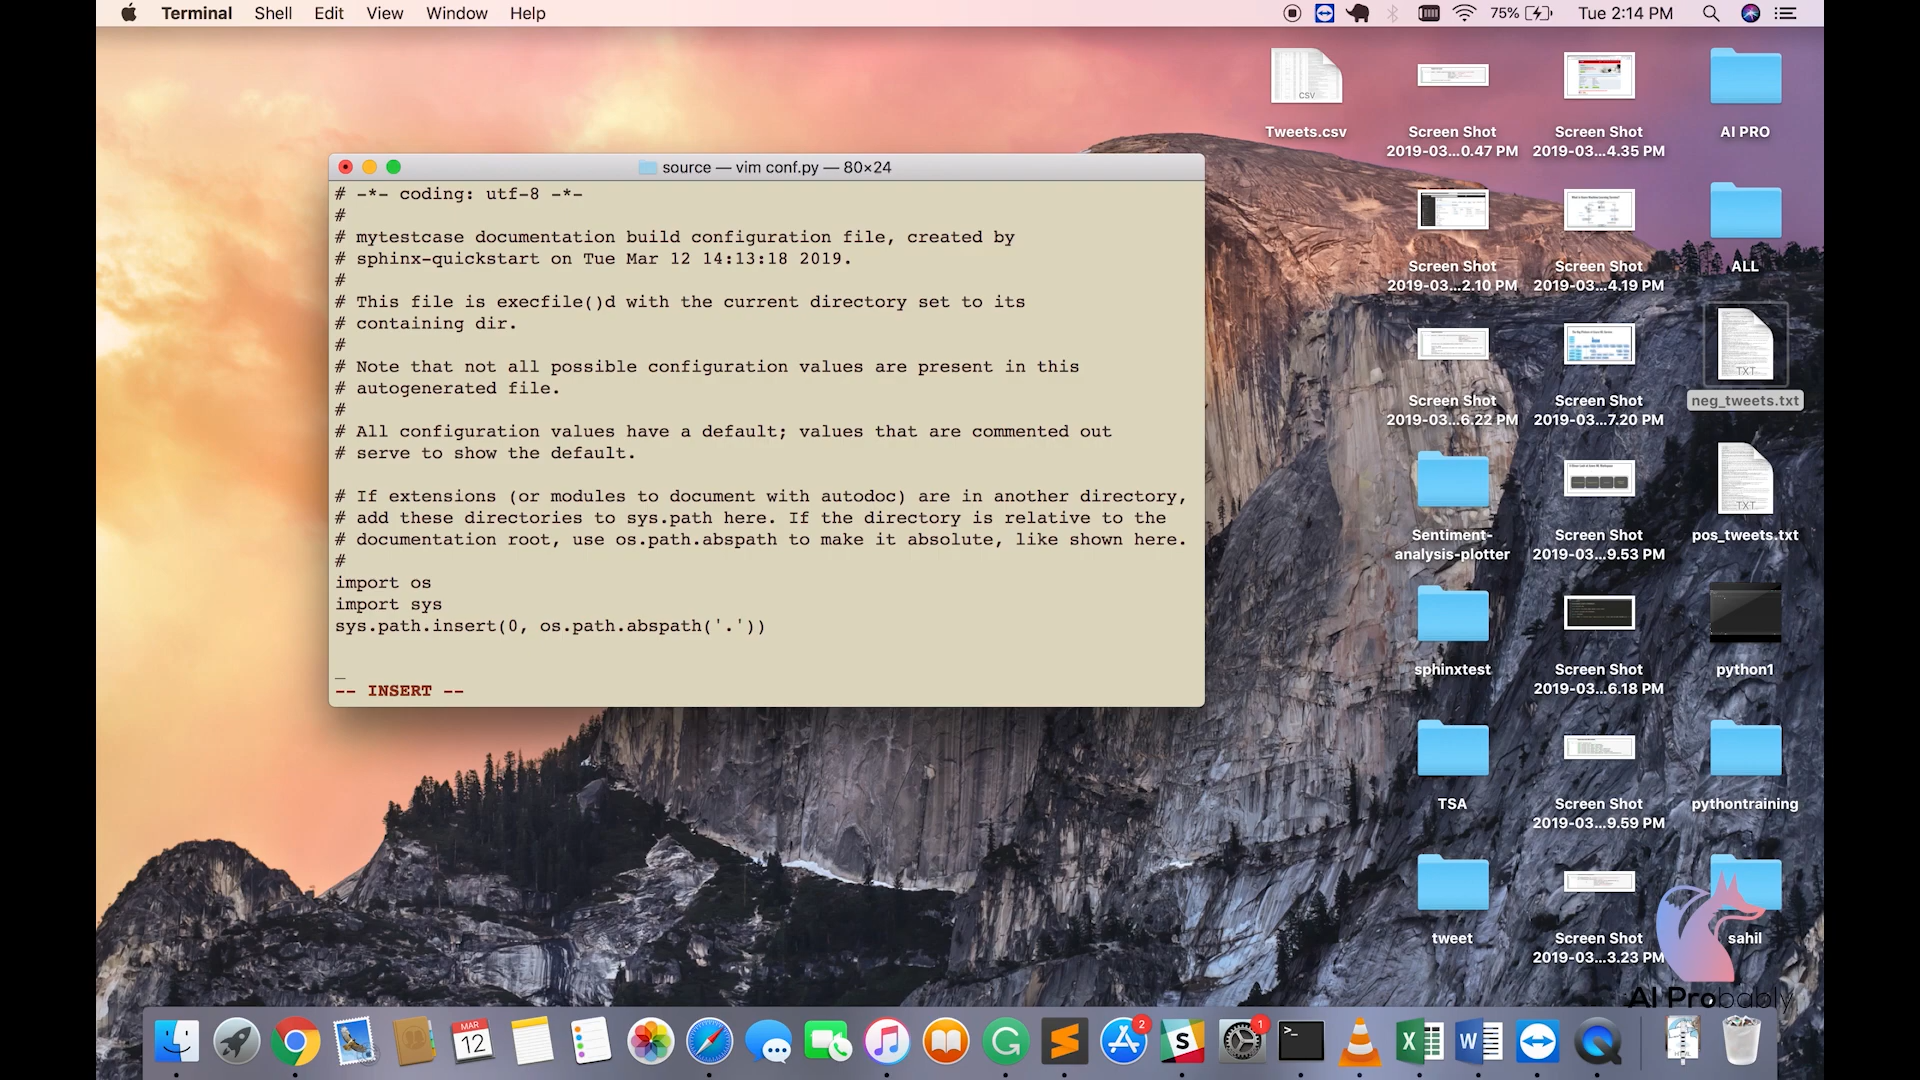 Terminal Shell Edit View Window Help
75% Tue 2:14 PM
source — vim conf.py — 80×24
# -*- coding: utf-8 -*-
#
# mytestcase documentation build configuration file, created by
# sphinx-quickstart on Tue Mar 12 14:13:18 2019.
#
# This file is execfile()d with the current directory set to its
# containing dir.
#
# Note that not all possible configuration values are present in this
# autogenerated file.
#
# All configuration values have a default; values that are commented out
# serve to show the default.
# If extensions (or modules to document with autodoc) are in another directory,
# add these directories to sys.path here. If the directory is relative to the
# documentation root, use os.path.abspath to make it absolute, like shown here.
#
import os
import sys
sys.path.insert(0, os.path.abspath('.'))
-- INSERT --
CSV
Tweets.csv
Screen Shot
2019-03...0.47 PM
Screen Shot
2019-03...4.35 PM
AI PRO
Screen Shot
2019-03...2.10 PM
Screen Shot
2019-03...4.19 PM
ALL
Screen Shot
2019-03...6.22 PM
Screen Shot
2019-03...7.20 PM
TXT
neg_tweets.txt
Sentiment-
analysis-plotter
Screen Shot
2019-03...9.53 PM
TXT
pos_tweets.txt
sphinxtest
Screen Shot
2019-03...6.18 PM
python1
TSA
Screen Shot
2019-03...9.59 PM
pythontraining
tweet
Screen Shot
2019-03...3.23 PM
sahil
AI Probably
MAR
12
2
1